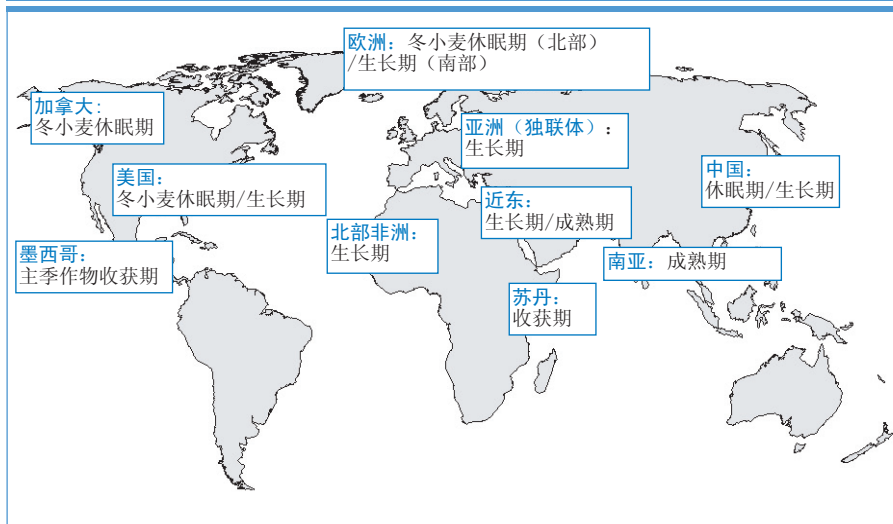 欧洲：冬小麦休眠期（北部）
/生长期（南部）
加拿大：
冬小麦休眠期
亚洲（独联体）：
生长期
美国：
冬小麦休眠期/生长期
中国：
休眠期/生长期
近东：
生长期/成熟期
北部非洲：
生长期
墨西哥：
主季作物收获期
南亚：成熟期
苏丹：
收获期